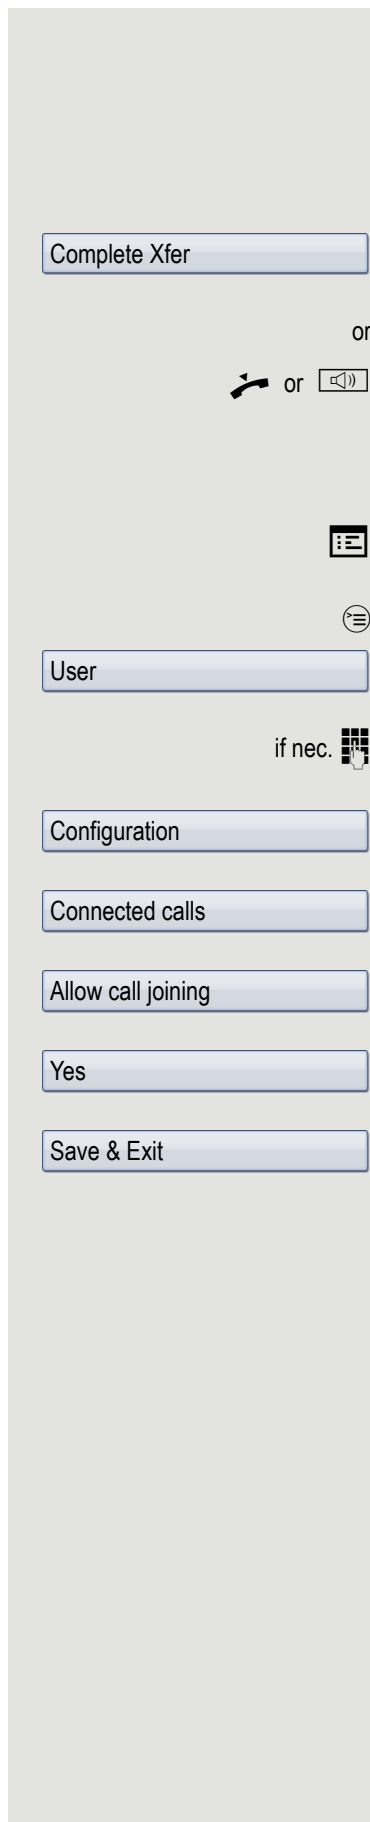 Complete Xfer
or
or
User
if nec.
Configuration
Connected calls
Allow call joining
Yes
Save & Exit